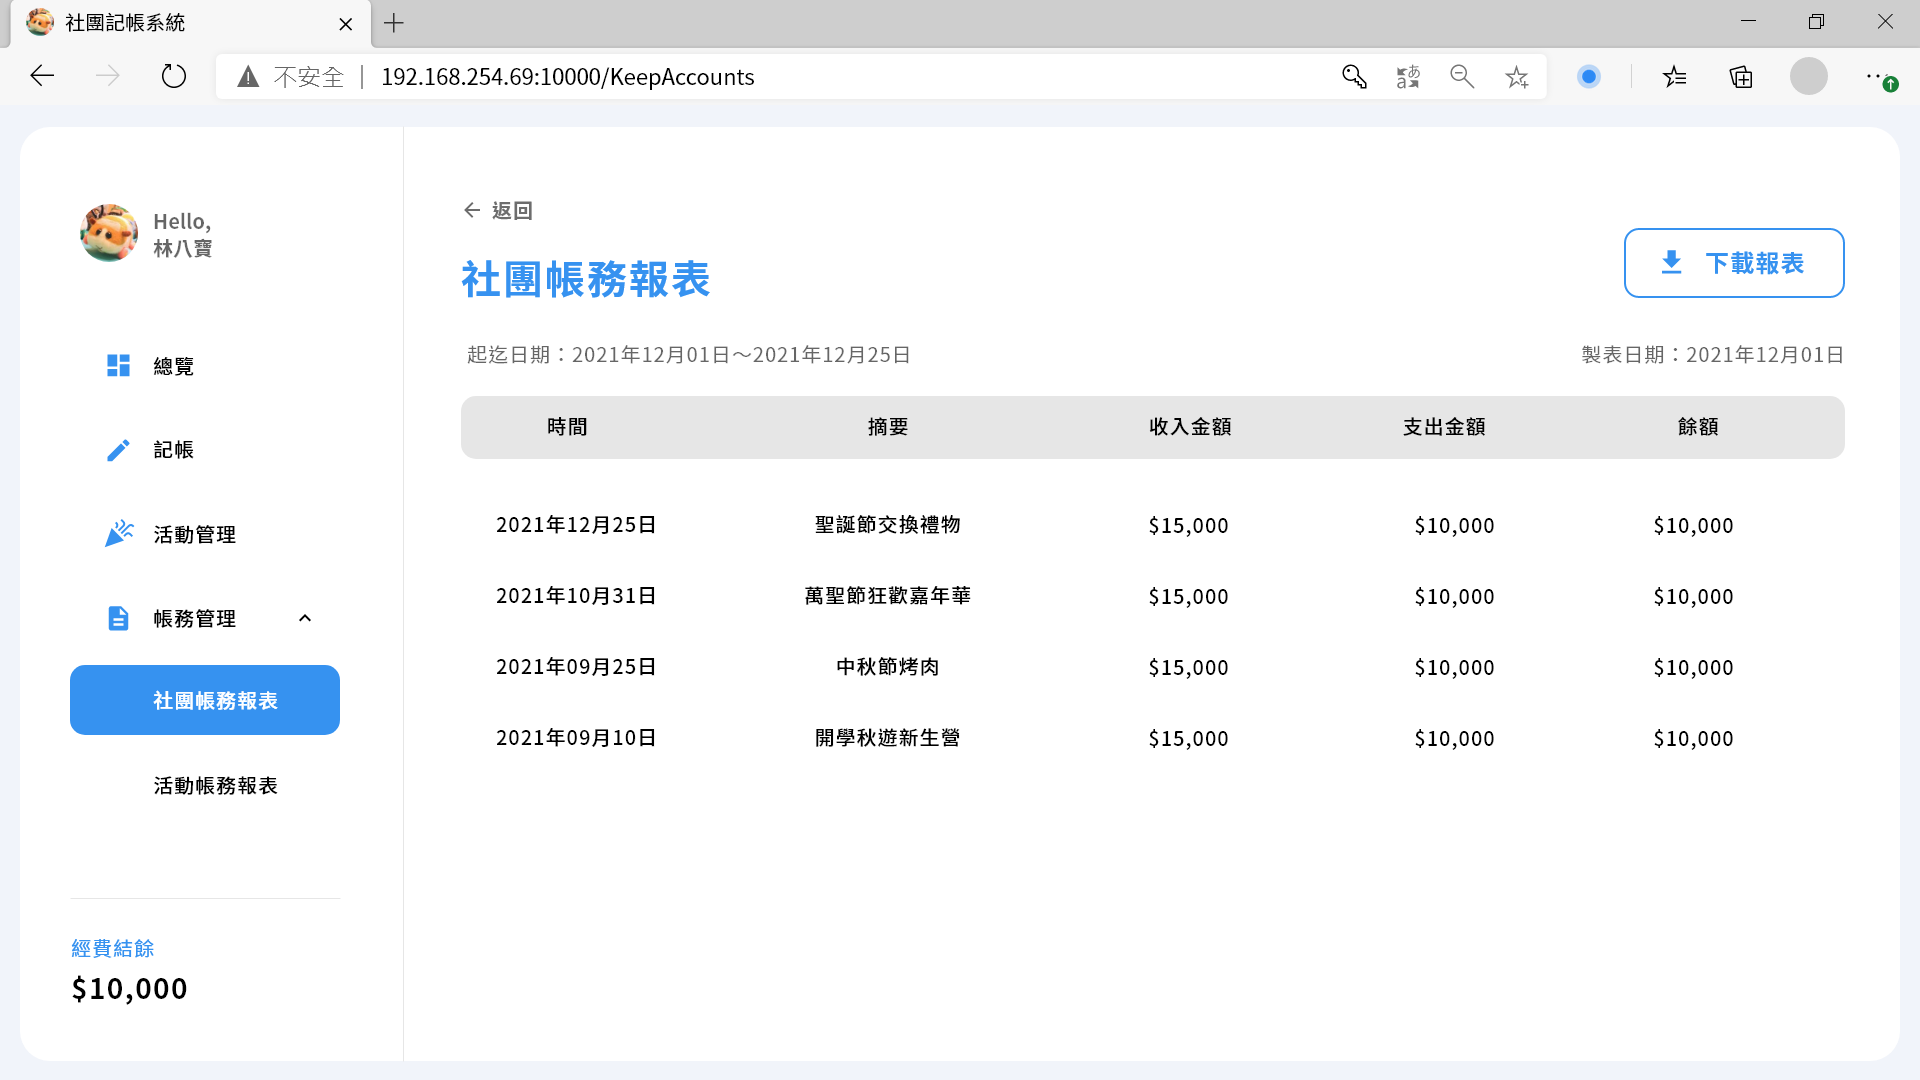 社團記帳系統
不安全 | 192.168.254.69:10000/KeepAccounts
Hello,
林八寶
總覽
記帳
活動管理
帳務管理
社團帳務報表
活動帳務報表
經費結餘
$10,000
返回
社團帳務報表
下載報表
起迄日期：2021年12月01日～2021年12月25日
製表日期：2021年12月01日
時間 摘要 收入金額 支出金額 餘額
2021年12月25日 聖誕節交換禮物 $15,000 $10,000 $10,000
2021年10月31日 萬聖節狂歡嘉年華 $15,000 $10,000 $10,000
2021年09月25日 中秋節烤肉 $15,000 $10,000 $10,000
2021年09月10日 開學秋遊新生營 $15,000 $10,000 $10,000